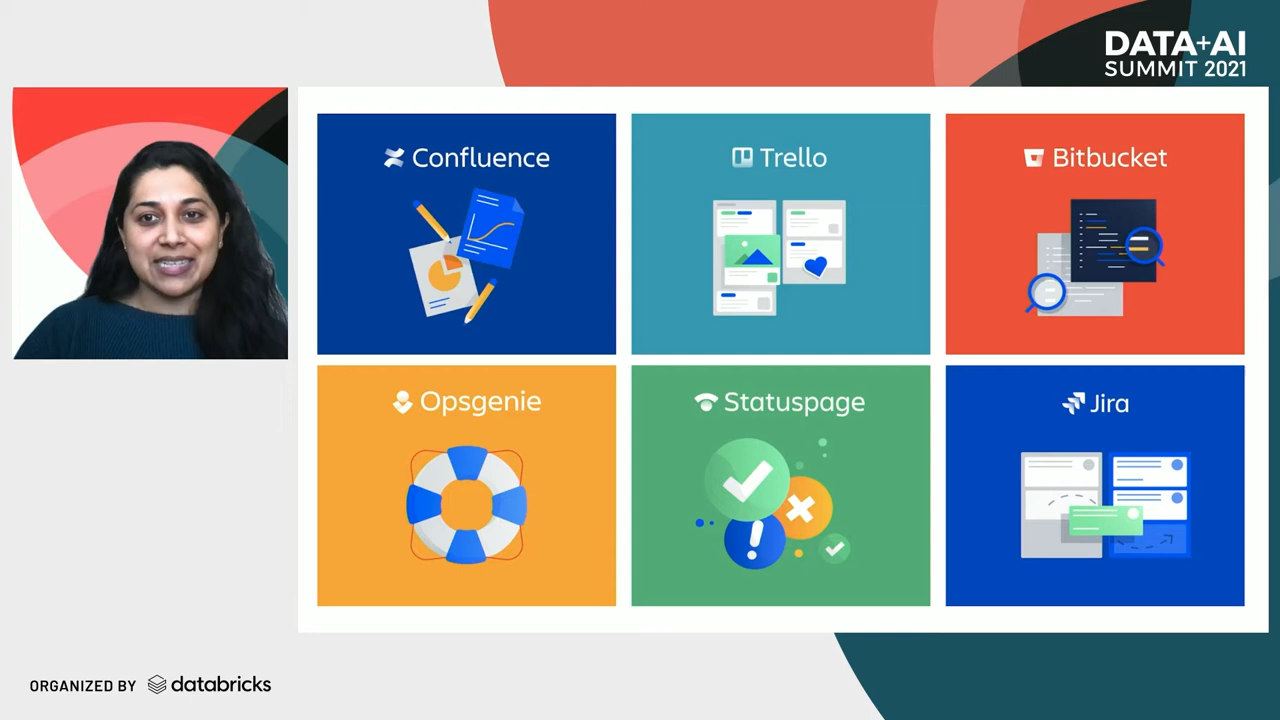 DATA+AI
SUMMIT 2021
Confluence
Trello
Bitbucket
Opsgenie
Statuspage
Jira
ORGANIZED BY databricks